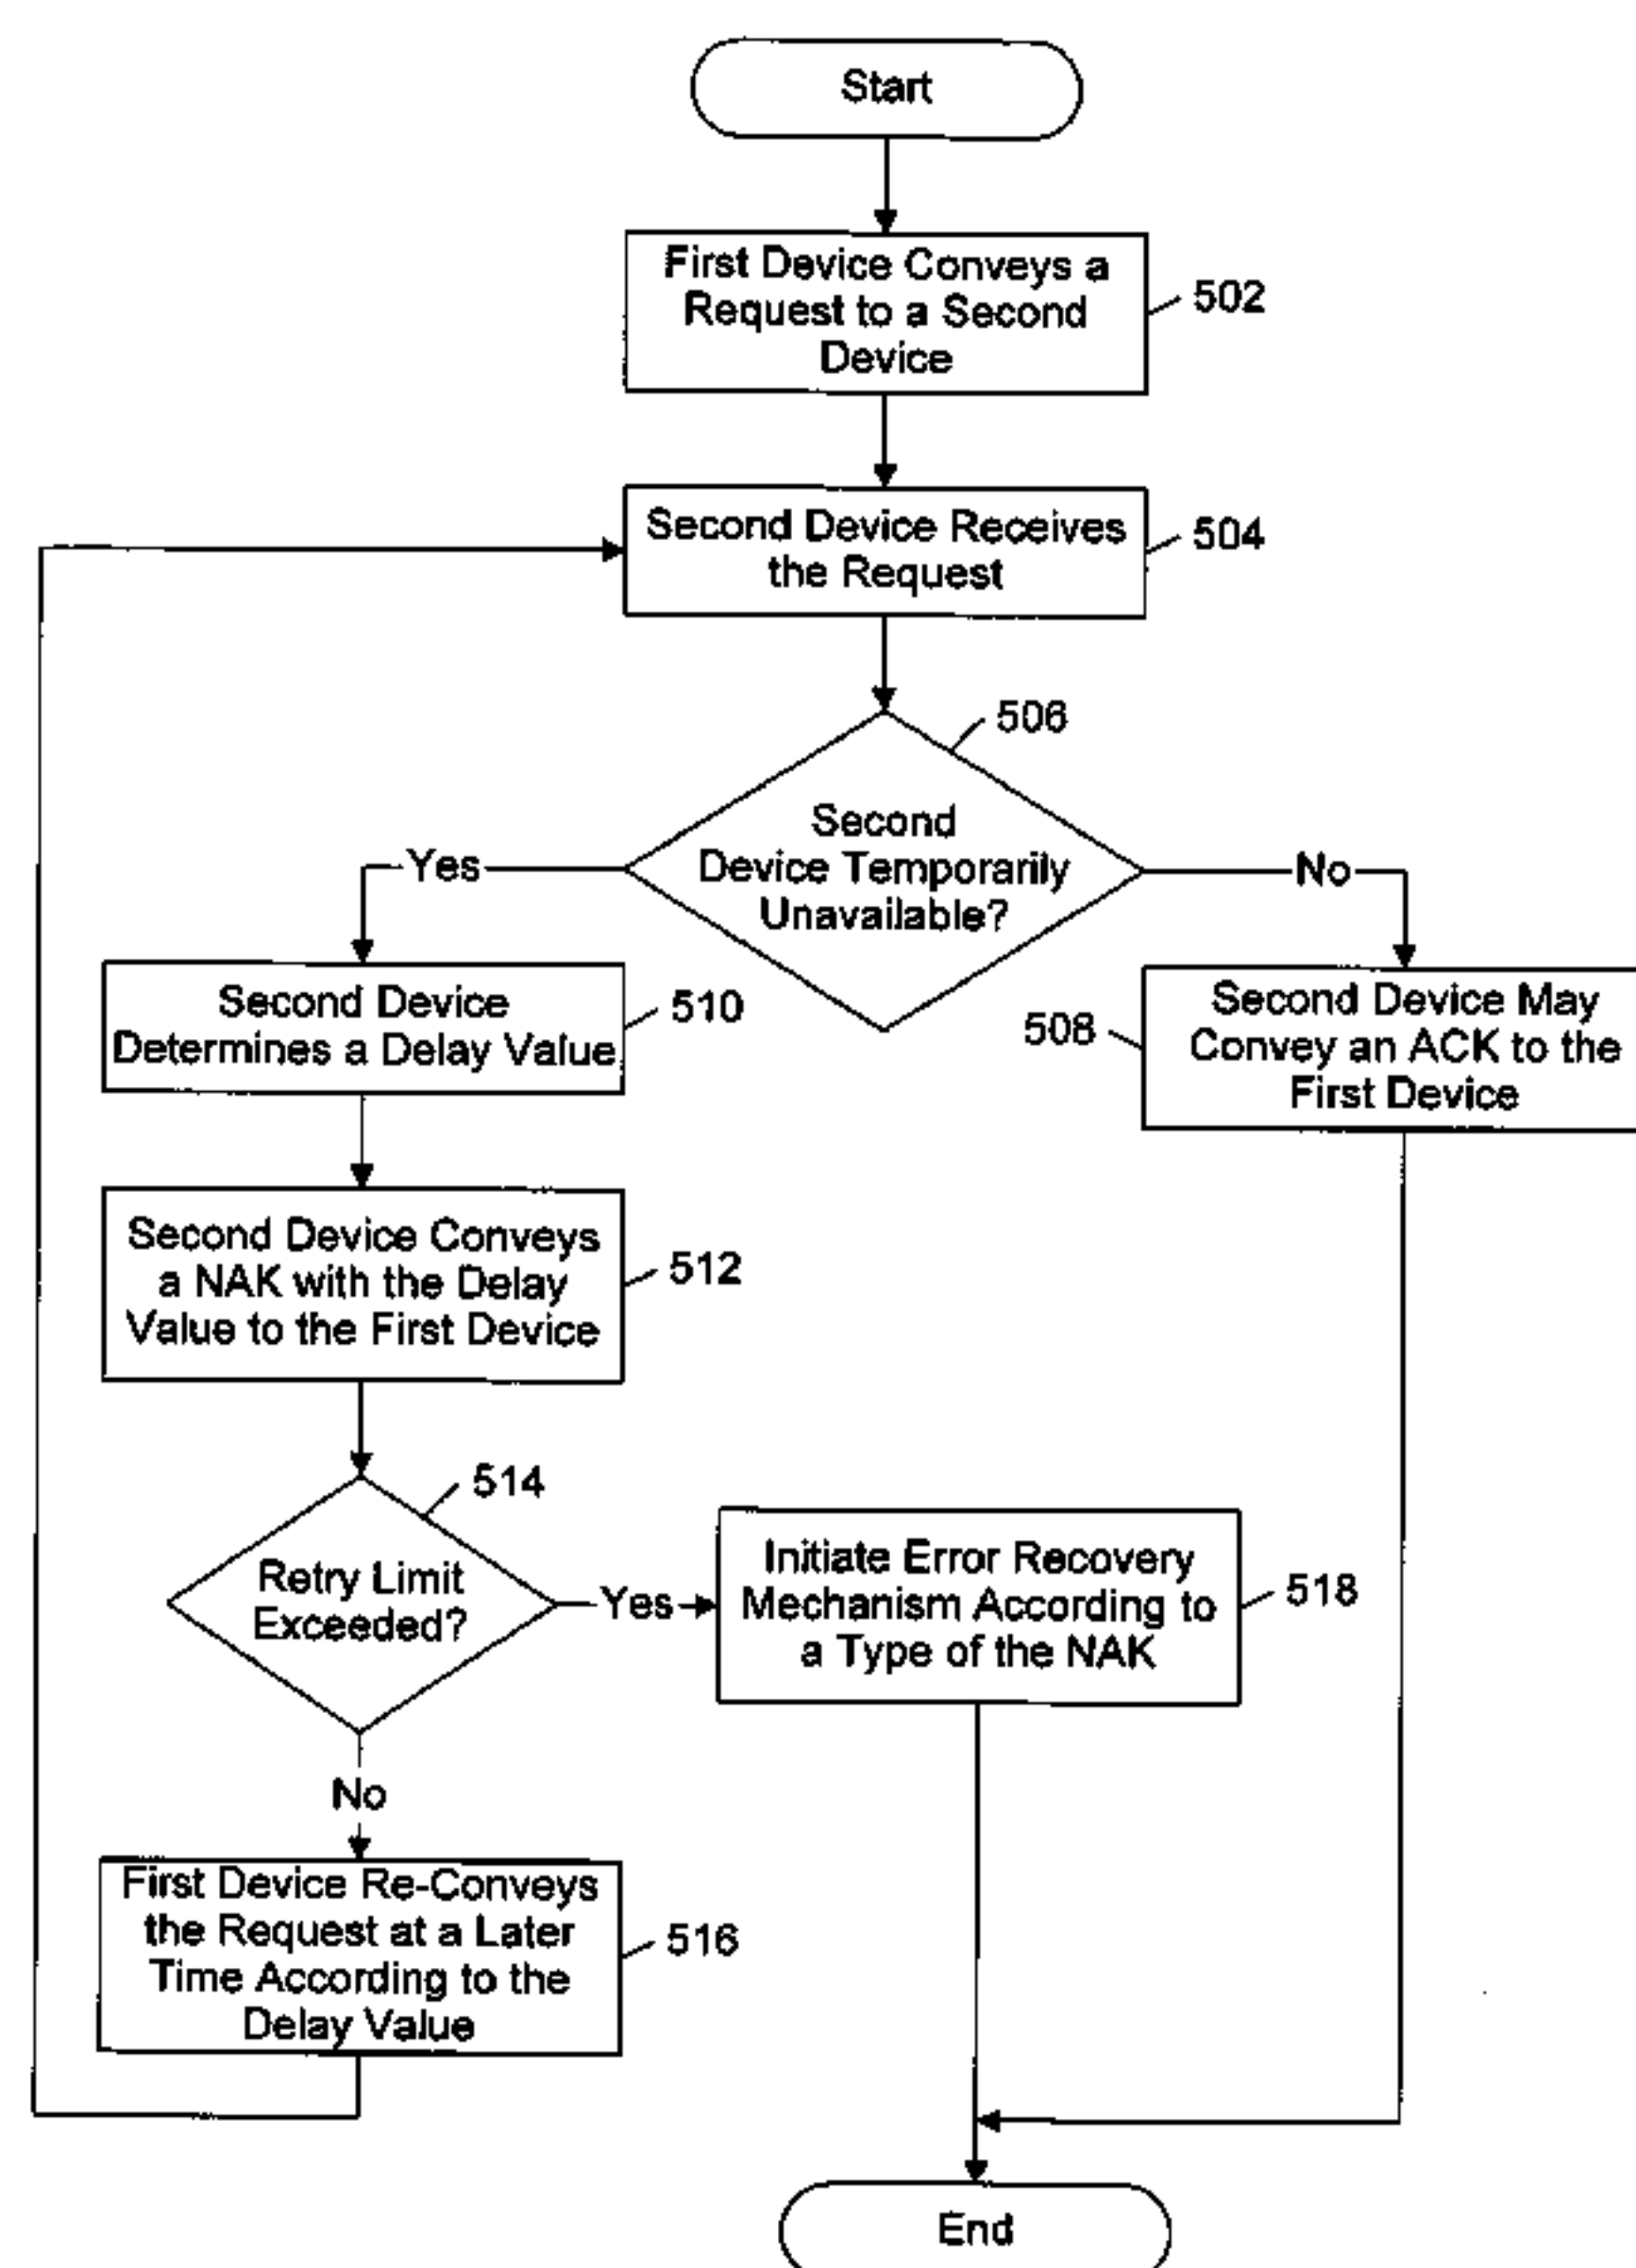 Start
First Device Conveys a
Request to a Second
Device
502
Second Device Receives
the Request
504
506
Second
Device Temporarily
Unavailable?
Yes
No
Second Device
Determines a Delay Value
510
508
Second Device May
Convey an ACK to the
First Device
Second Device Conveys
a NAK with the Delay
Value to the First Device
512
514
Retry Limit
Exceeded?
Yes
Initiate Error Recovery
Mechanism According to
a Type of the NAK
518
No
First Device Re-Conveys
the Request at a Later
Time According to the
Delay Value
516
End